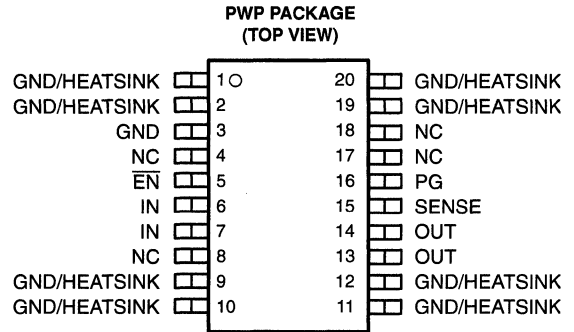 PWP PACKAGE
(TOP VIEW)
GND/HEATSINK 1 20 GND/HEATSINK
GND/HEATSINK 2 19 GND/HEATSINK
GND 3 18 NC
NC 4 17 NC
E̅N̅ 5 16 PG
IN 6 15 SENSE
IN 7 14 OUT
NC 8 13 OUT
GND/HEATSINK 9 12 GND/HEATSINK
GND/HEATSINK 10 11 GND/HEATSINK